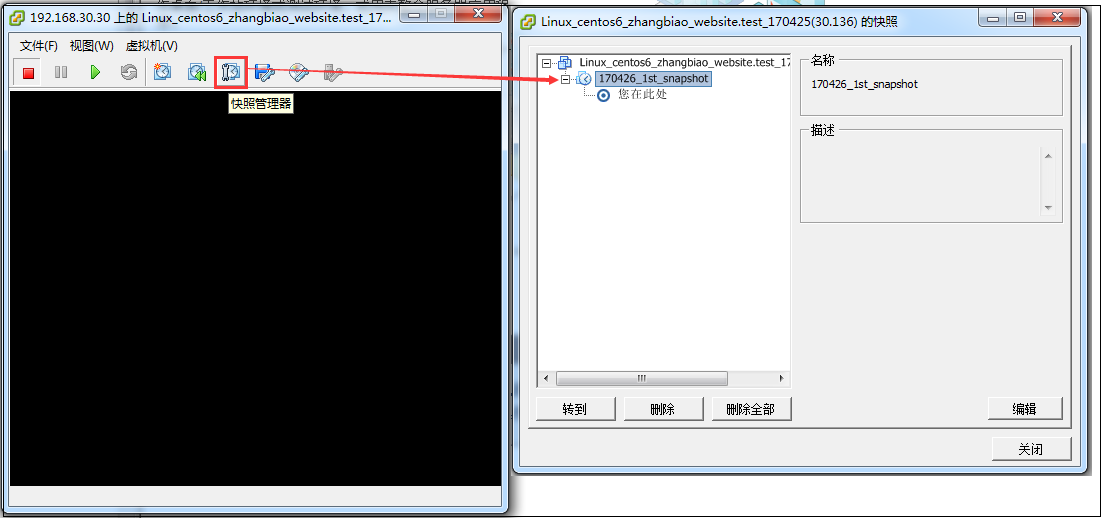 192.168.30.30 上的 Linux_centos6_zhangbiao_website.test_17...
文件(F) 视图(W) 虚拟机(V)
快照管理器
Linux_centos6_zhangbiao_website.test_170425(30.136) 的快照
Linux_centos6_zhangbiao_website.test_17
170426_1st_snapshot
您在此处
名称
170426_1st_snapshot
描述
转到 删除 删除全部
编辑
关闭